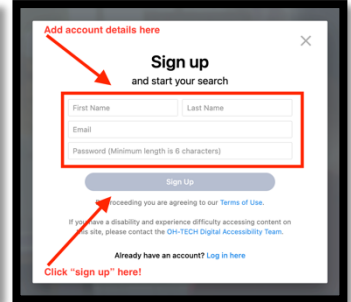 Add account details here
Sign up
and start your search
First Name Last Name
Email
Password (Minimum length is 6 characters)
Sign Up
proceeding you are agreeing to our Terms of Use.
If you have a disability and experience difficulty accessing content on
this site, please contact the OH-TECH Digital Accessibility Team.
Already have an account? Log in here
Click “sign up” here!